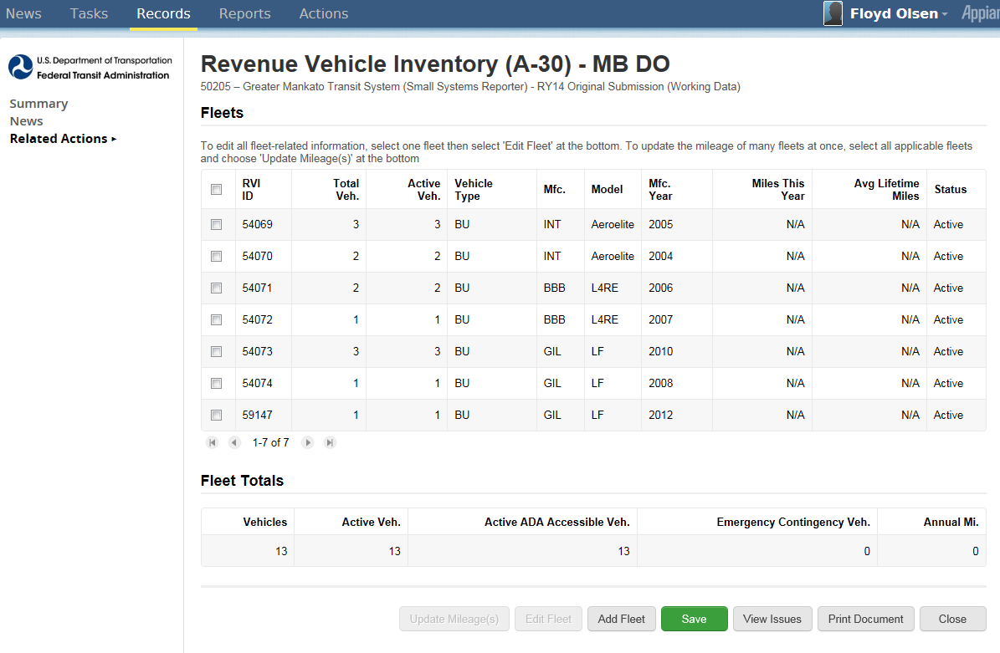 News Tasks Records Reports Actions Floyd Olsen Appian
U.S. Department of Transportation
Federal Transit Administration
Summary
News
Related Actions
Revenue Vehicle Inventory (A-30) - MB DO
50205 – Greater Mankato Transit System (Small Systems Reporter) - RY14 Original Submission (Working Data)
Fleets
To edit all fleet-related information, select one fleet then select 'Edit Fleet' at the bottom. To update the mileage of many fleets at once, select all applicable fleets
and choose 'Update Mileage(s)' at the bottom
RVI ID Total Veh. Active Veh. Vehicle Type Mfc. Model Mfc. Year Miles This Year Avg Lifetime Miles Status
54069 3 3 BU INT Aeroelite 2005 N/A N/A Active
54070 2 2 BU INT Aeroelite 2004 N/A N/A Active
54071 2 2 BU BBB L4RE 2006 N/A N/A Active
54072 1 1 BU BBB L4RE 2007 N/A N/A Active
54073 3 3 BU GIL LF 2010 N/A N/A Active
54074 1 1 BU GIL LF 2008 N/A N/A Active
59147 1 1 BU GIL LF 2012 N/A N/A Active
1-7 of 7
Fleet Totals
Vehicles Active Veh. Active ADA Accessible Veh. Emergency Contingency Veh. Annual Mi.
13 13 13 0 0
Update Mileage(s) Edit Fleet Add Fleet Save View Issues Print Document Close